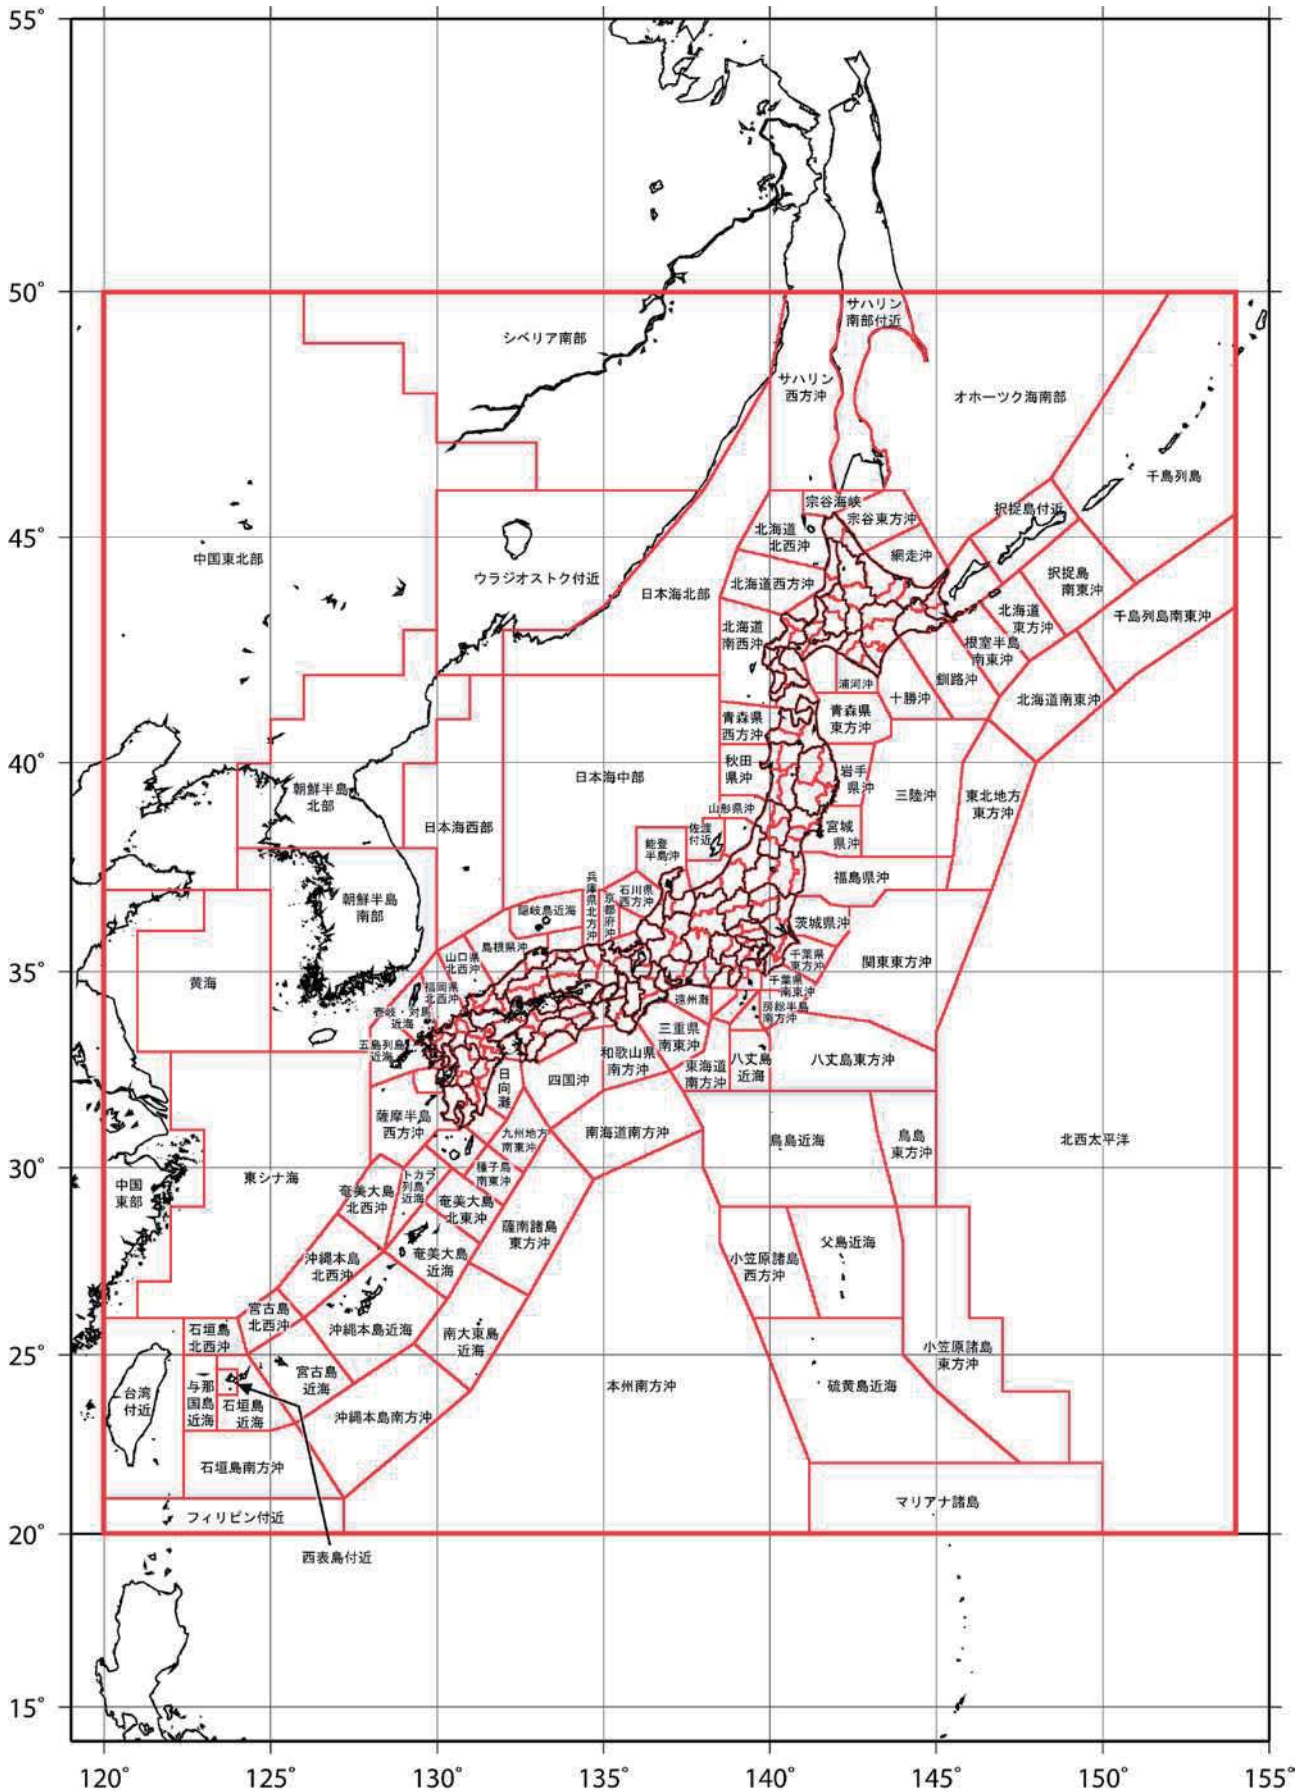 55°
50°
シベリア南部
サハリン
南部付近
サハリン
西方沖
オホーツク海南部
千島列島
45°
中国東北部
宗谷海峡
宗谷東方沖
択捉島付近
北海道
北西沖
網走沖
ウラジオストク付近
日本海北部
北海道西方沖
択捉島
南東沖
北海道
東方沖
千島列島南東沖
北海道
南西沖
根室半島
南東沖
釧路沖
浦河沖
十勝沖
北海道南東沖
青森県
西方沖
青森県
東方沖
40°
朝鮮半島
北部
日本海中部
秋田
県沖
岩手
県沖
三陸沖
東北地方
東方沖
日本海西部
山形県沖
佐渡
付近
宮城
県沖
能登
半島沖
福島県沖
朝鮮半島
南部
兵庫県北方沖
京都府沖
石川県
西方沖
隠岐島近海
茨城県沖
島根県沖
山口県
北西沖
千葉県
東方沖
関東東方沖
35°
黄海
福岡県
北西沖
千葉県
南東沖
壱岐・対馬
近海
遠州灘
房総半島
南方沖
五島列島
近海
三重県
南東沖
和歌山県
南方沖
東海道
南方沖
八丈島
近海
八丈島東方沖
日向灘
四国沖
薩摩半島
西方沖
九州地方
南東沖
南海道南方沖
鳥島近海
鳥島
東方沖
北西太平洋
30°
中国
東部
東シナ海
種子島
南東沖
トカラ
列島
近海
奄美大島
北西沖
奄美大島
北東沖
薩南諸島
東方沖
奄美大島
近海
沖縄本島
北西沖
小笠原諸島
西方沖
父島近海
宮古島
北西沖
石垣島
北西沖
沖縄本島近海
南大東島
近海
小笠原諸島
東方沖
25°
台湾
付近
与那
国島
近海
石垣島
近海
宮古島
近海
沖縄本島南方沖
本州南方沖
硫黄島近海
石垣島南方沖
マリアナ諸島
フィリピン付近
20°
西表島付近
15°
120°
125°
130°
135°
140°
145°
150°
155°